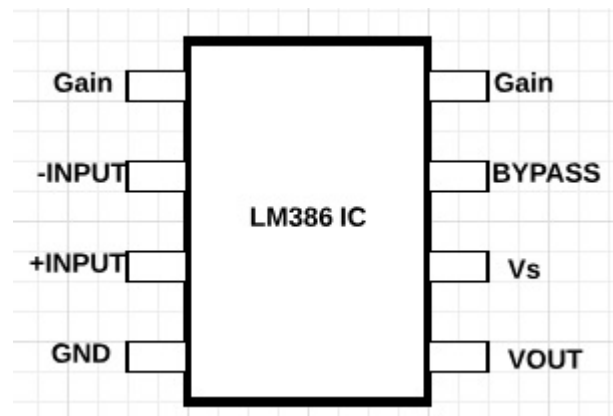 Gain
Gain
-INPUT
BYPASS
LM386 IC
+INPUT
Vs
GND
VOUT